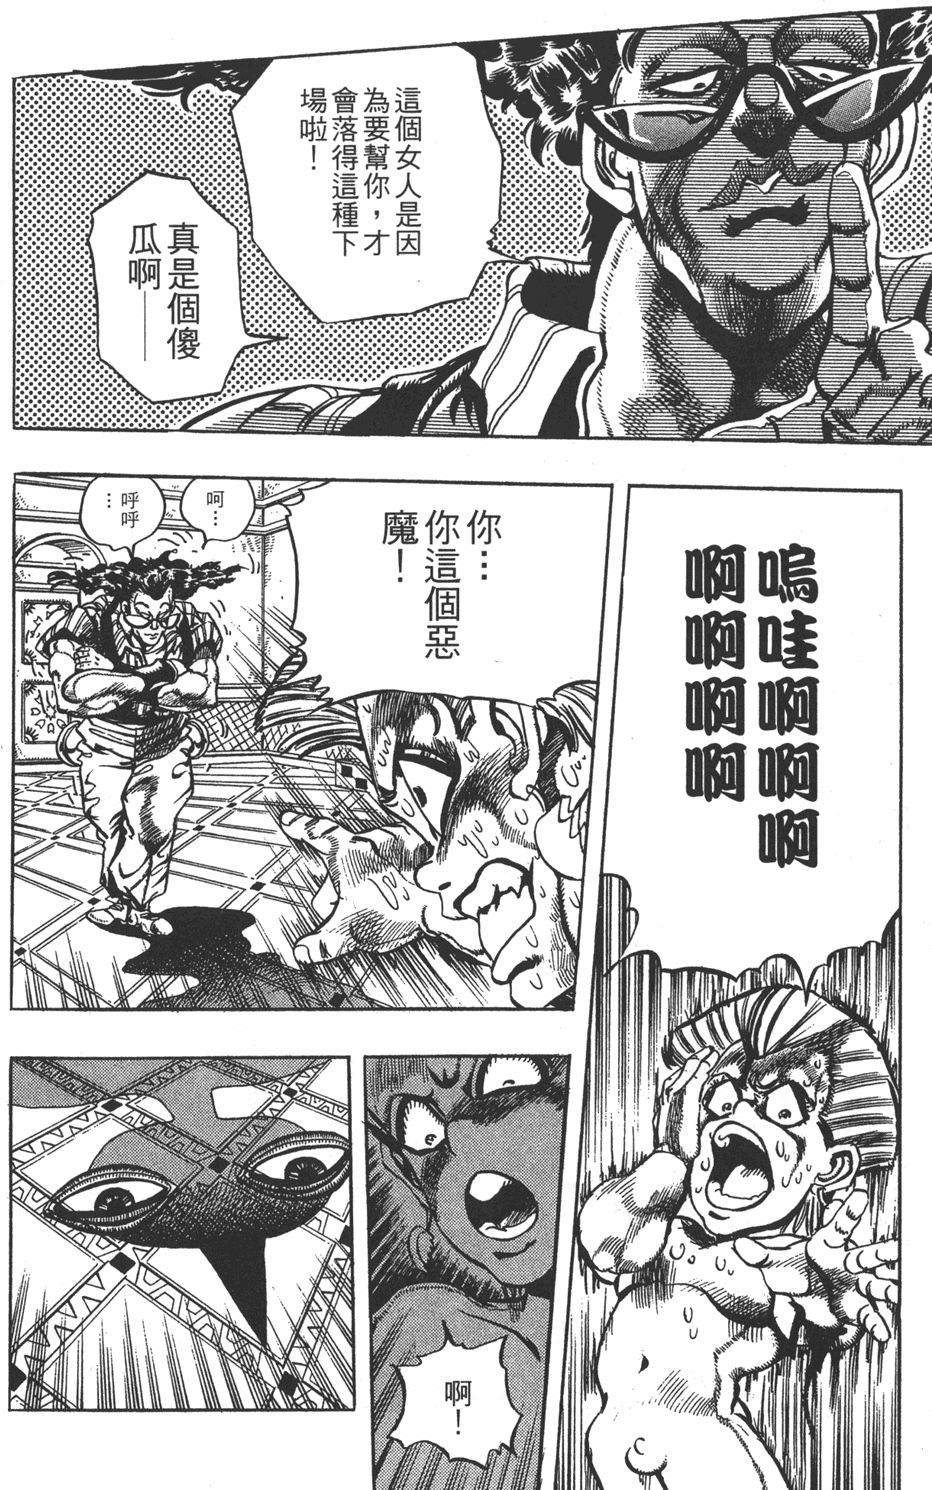 這個女人是因
為要幫你，才
會落得這種下
場啦！
真是個傻
瓜啊——
嗚哇啊啊啊
啊啊啊啊
你…
你這個惡
魔！
呵…
呼呼
…
啊！